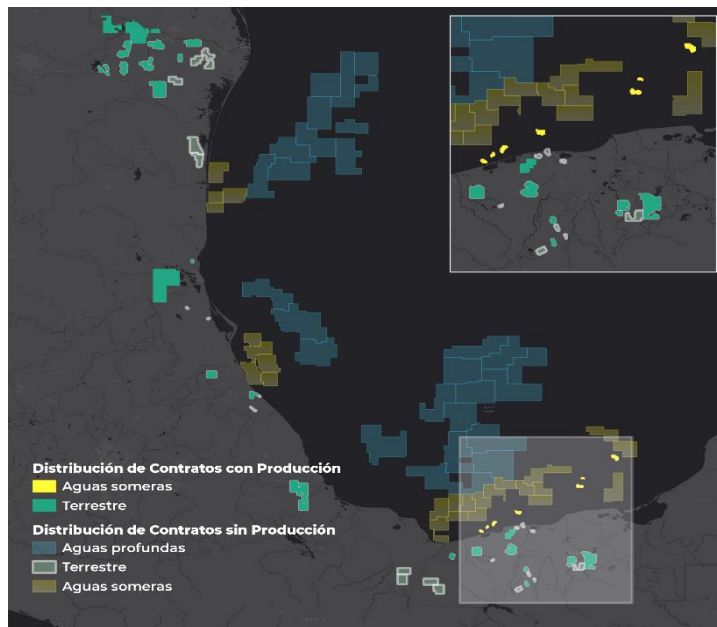 Distribución de Contratos con Producción
Aguas someras
Terrestre
Distribución de Contratos sin Producción
Aguas profundas
Terrestre
Aguas someras